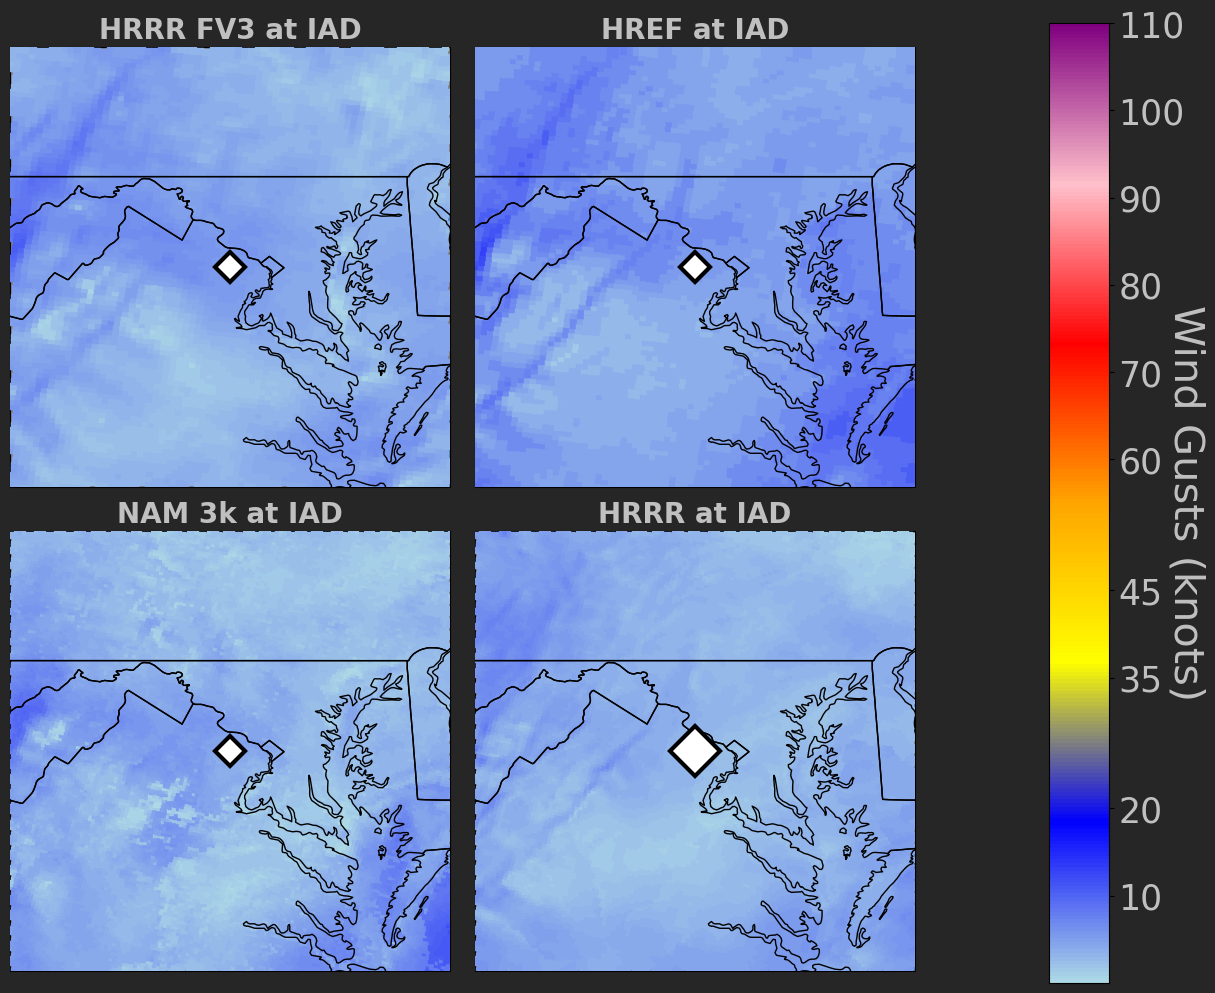 HRRR FV3 at IAD
HREF at IAD
NAM 3k at IAD
HRRR at IAD
110
100
90
80
70
60
45
35
20
10
Wind Gusts (knots)